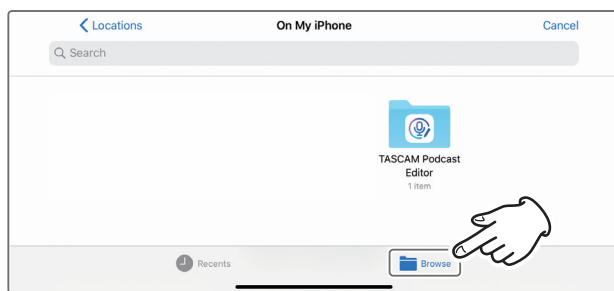 Locations
On My iPhone
Cancel
Search
TASCAM Podcast
Editor
1 item
Recents
Browse